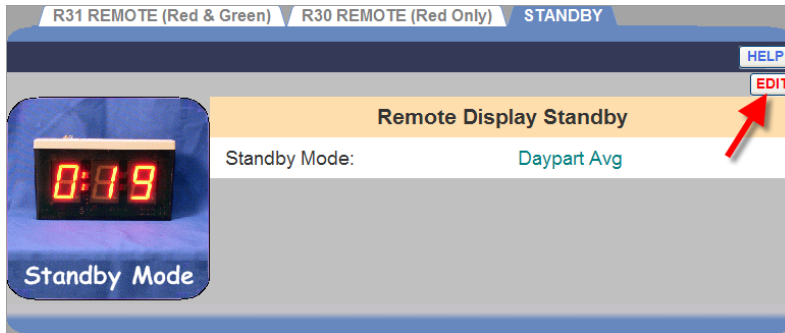 R31 REMOTE (Red & Green) R30 REMOTE (Red Only) STANDBY
HELP
EDIT
Remote Display Standby
Standby Mode: Daypart Avg
0:19
Standby Mode